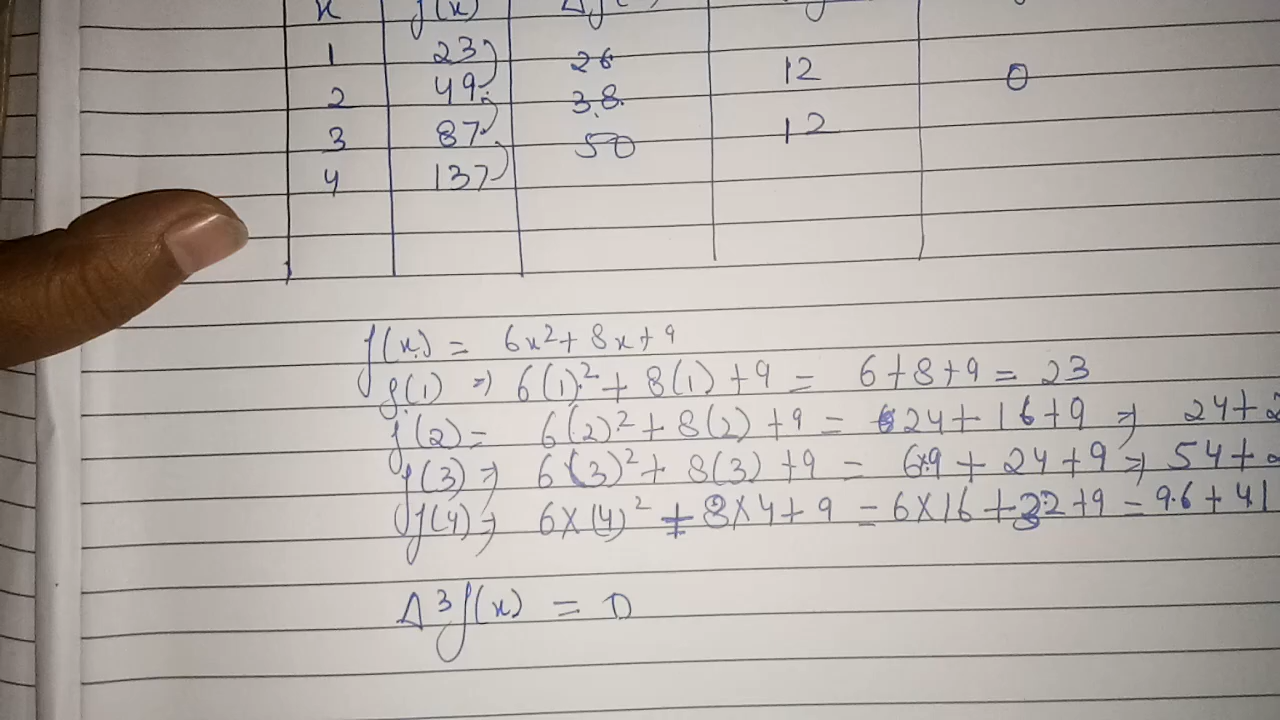 x f(x) Δf(x)
1 23 26 12 0
2 49 38 12
3 87 50
4 137
f(x) = 6x² + 8x + 9
f(1) ⇒ 6(1)² + 8(1) + 9 = 6 + 8 + 9 = 23
f(2) = 6(2)² + 8(2) + 9 = 24 + 16 + 9 ⇒ 24 + 2
f(3) ⇒ 6(3)² + 8(3) + 9 = 6×9 + 24 + 9 ⇒ 54 +
f(4) ⇒ 6×(4)² + 8×4 + 9 = 6×16 + 32 + 9 = 96 + 41
Δ³f(x) = 0